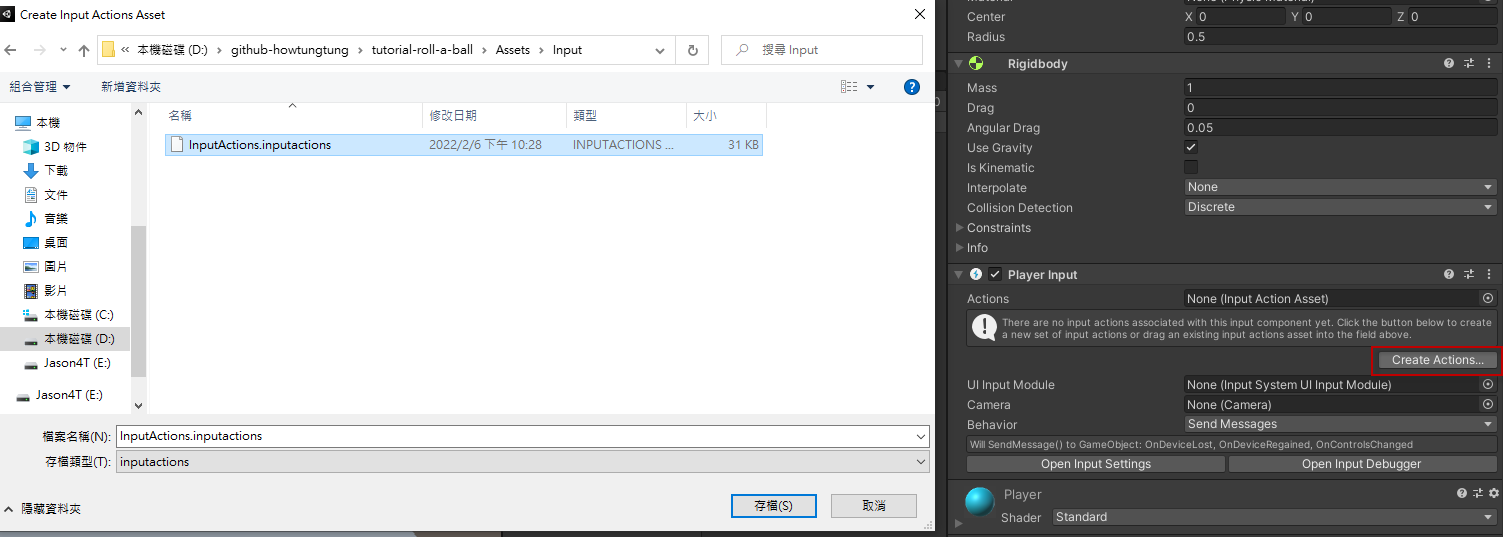 Create Input Actions Asset
« 本機磁碟 (D:) › github-howtungtung › tutorial-roll-a-ball › Assets › Input
搜尋 Input
組合管理 新增資料夾
名稱 修改日期 類型 大小
InputActions.inputactions 2022/2/6 下午 10:28 INPUTACTIONS ... 31 KB
本機
3D 物件
下載
文件
音樂
桌面
圖片
影片
本機磁碟 (C:)
本機磁碟 (D:)
Jason4T (E:)
Jason4T (E:)
檔案名稱(N): InputActions.inputactions
存檔類型(T): inputactions
隱藏資料夾
存檔(S) 取消
Center X 0 Y 0 Z 0
Radius 0.5
Rigidbody
Mass 1
Drag 0
Angular Drag 0.05
Use Gravity
Is Kinematic
Interpolate None
Collision Detection Discrete
Constraints
Info
Player Input
Actions None (Input Action Asset)
There are no input actions associated with this input component yet. Click the button below to create
a new set of input actions or drag an existing input actions asset into the field above.
Create Actions...
UI Input Module None (Input System UI Input Module)
Camera None (Camera)
Behavior Send Messages
Will SendMessage() to GameObject: OnDeviceLost, OnDeviceRegained, OnControlsChanged
Open Input Settings Open Input Debugger
Player
Shader Standard